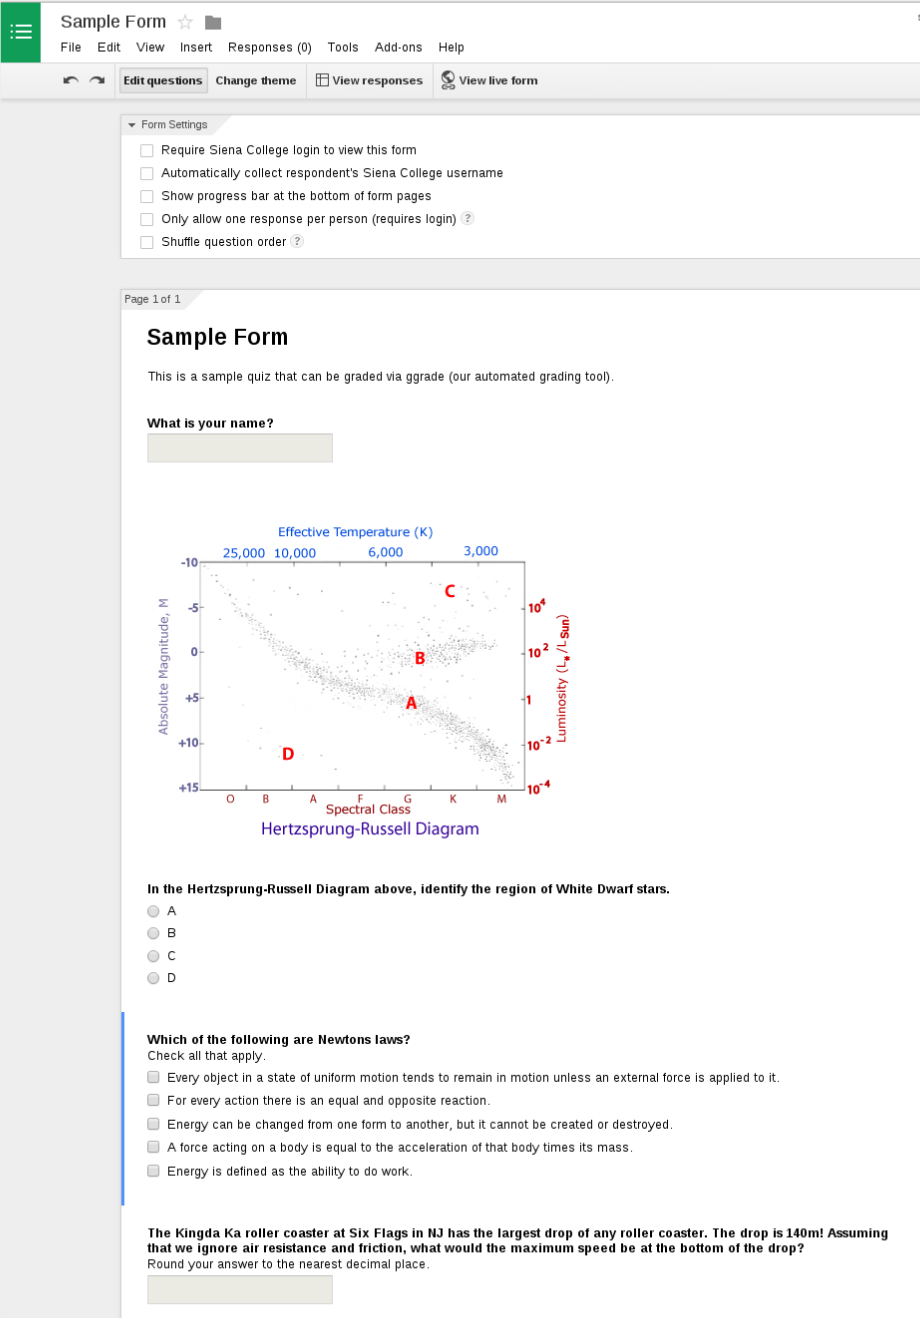 Sample Form
File Edit View Insert Responses (0) Tools Add-ons Help
Edit questions Change theme View responses View live form
Form Settings
Require Siena College login to view this form
Automatically collect respondent's Siena College username
Show progress bar at the bottom of form pages
Only allow one response per person (requires login) ?
Shuffle question order ?
Page 1 of 1
Sample Form
This is a sample quiz that can be graded via ggrade (our automated grading tool).
What is your name?
Effective Temperature (K)
25,000 10,000 6,000 3,000
-10
-5
0
+5
+10
+15
Absolute Magnitude, M
C
B
A
D
10^4
10^2
1
10^-2
10^-4
Luminosity (L*/LSun)
O B A F G K M
Spectral Class
Hertzsprung-Russell Diagram
In the Hertzsprung-Russell Diagram above, identify the region of White Dwarf stars.
A
B
C
D
Which of the following are Newtons laws?
Check all that apply.
Every object in a state of uniform motion tends to remain in motion unless an external force is applied to it.
For every action there is an equal and opposite reaction.
Energy can be changed from one form to another, but it cannot be created or destroyed.
A force acting on a body is equal to the acceleration of that body times its mass.
Energy is defined as the ability to do work.
The Kingda Ka roller coaster at Six Flags in NJ has the largest drop of any roller coaster. The drop is 140m! Assuming
that we ignore air resistance and friction, what would the maximum speed be at the bottom of the drop?
Round your answer to the nearest decimal place.